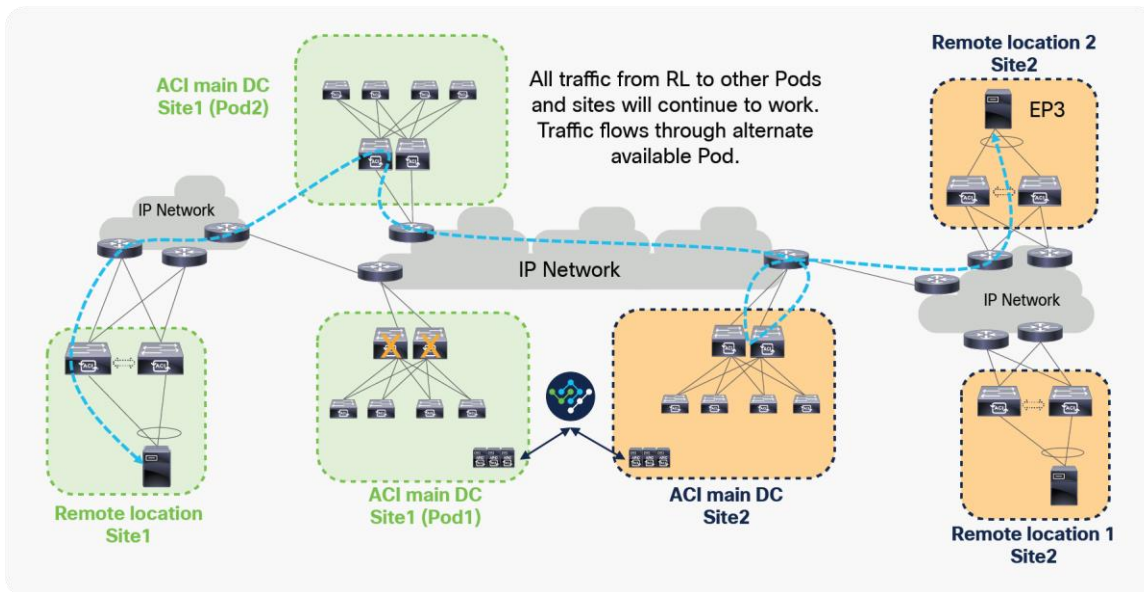 ACI main DC
Site1 (Pod2)
All traffic from RL to other Pods
and sites will continue to work.
Traffic flows through alternate
available Pod.
Remote location 2
Site2
EP3
IP Network
IP Network
IP Network
Remote location
Site1
ACI main DC
Site1 (Pod1)
ACI main DC
Site2
Remote location 1
Site2